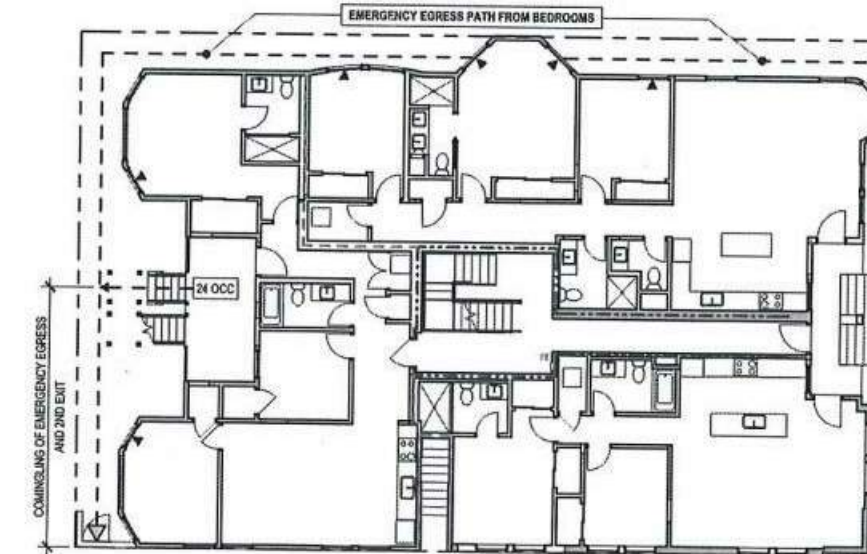 EMERGENCY EGRESS PATH FROM BEDROOMS
24 OCC
COMINGLING OF EMERGENCY EGRESS
AND 2ND EXIT